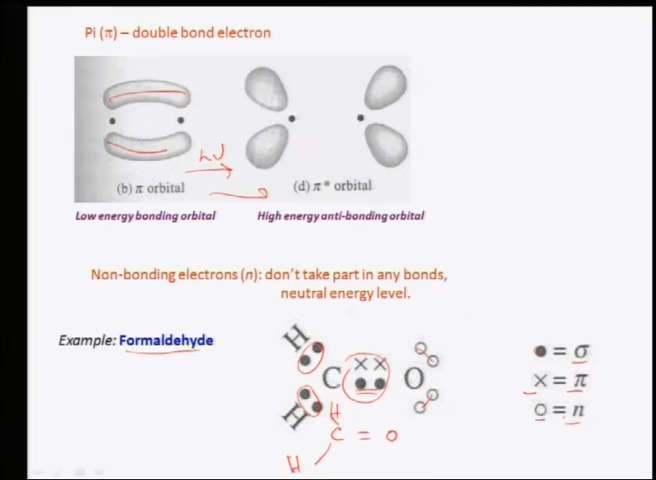 Pi (π) – double bond electron
hν
(b) π orbital
(d) π* orbital
Low energy bonding orbital
High energy anti-bonding orbital
Non-bonding electrons (n): don't take part in any bonds,
neutral energy level.
Example: Formaldehyde
H
C
O
H
● = σ
× = π
○ = n
H
C = O
H